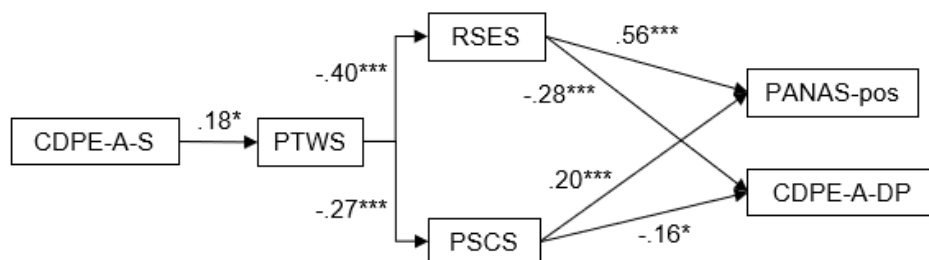 RSES
.56***
-.40***
PANAS-pos
-.28***
.18*
CDPE-A-S
PTWS
.20***
CDPE-A-DP
-.27***
PSCS
-.16*